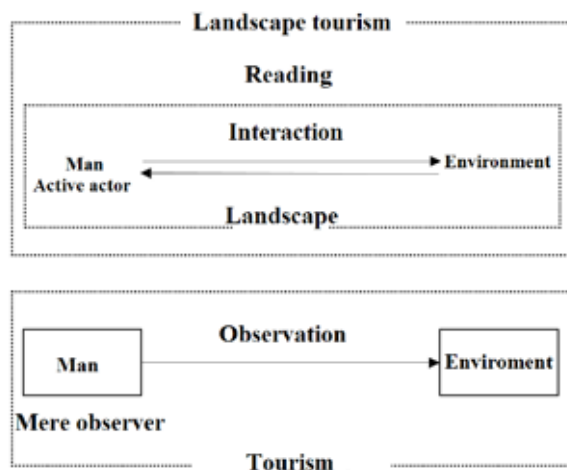 Landscape tourism
Reading
Interaction
Man
Active actor
Environment
Landscape
Observation
Man
Enviroment
Mere observer
Tourism